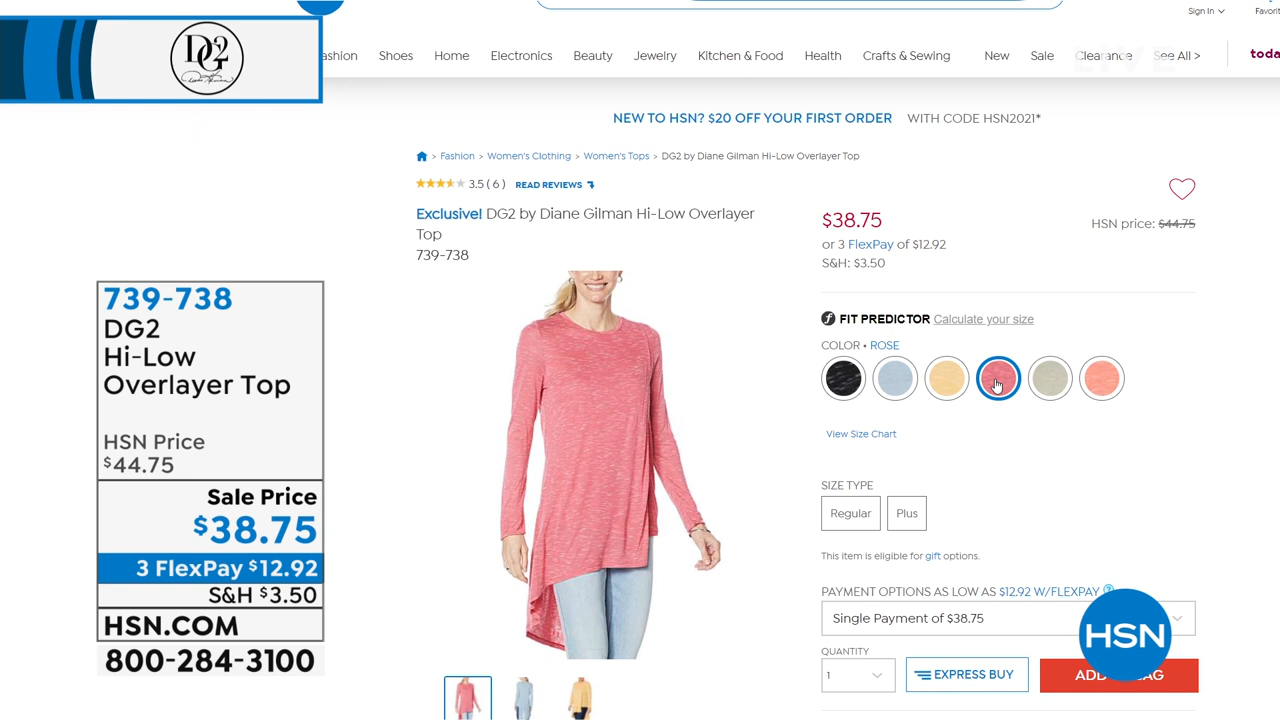 Sign In
Favorit
DG2
ashion Shoes Home Electronics Beauty Jewelry Kitchen & Food Health Crafts & Sewing New Sale Clearance See All > toda
NEW TO HSN? $20 OFF YOUR FIRST ORDER WITH CODE HSN2021*
> Fashion > Women's Clothing > Women's Tops > DG2 by Diane Gilman Hi-Low Overlayer Top
3.5 ( 6 ) READ REVIEWS
Exclusive! DG2 by Diane Gilman Hi-Low Overlayer
Top
739-738
$38.75 HSN price: $44.75
or 3 FlexPay of $12.92
S&H: $3.50
FIT PREDICTOR Calculate your size
COLOR • ROSE
View Size Chart
SIZE TYPE
Regular Plus
This item is eligible for gift options.
PAYMENT OPTIONS AS LOW AS $12.92 W/FLEXPAY ?
Single Payment of $38.75
QUANTITY
1 EXPRESS BUY
HSN
739-738
DG2
Hi-Low
Overlayer Top
HSN Price
$44.75
Sale Price
$38.75
3 FlexPay $12.92
S&H $3.50
HSN.COM
800-284-3100